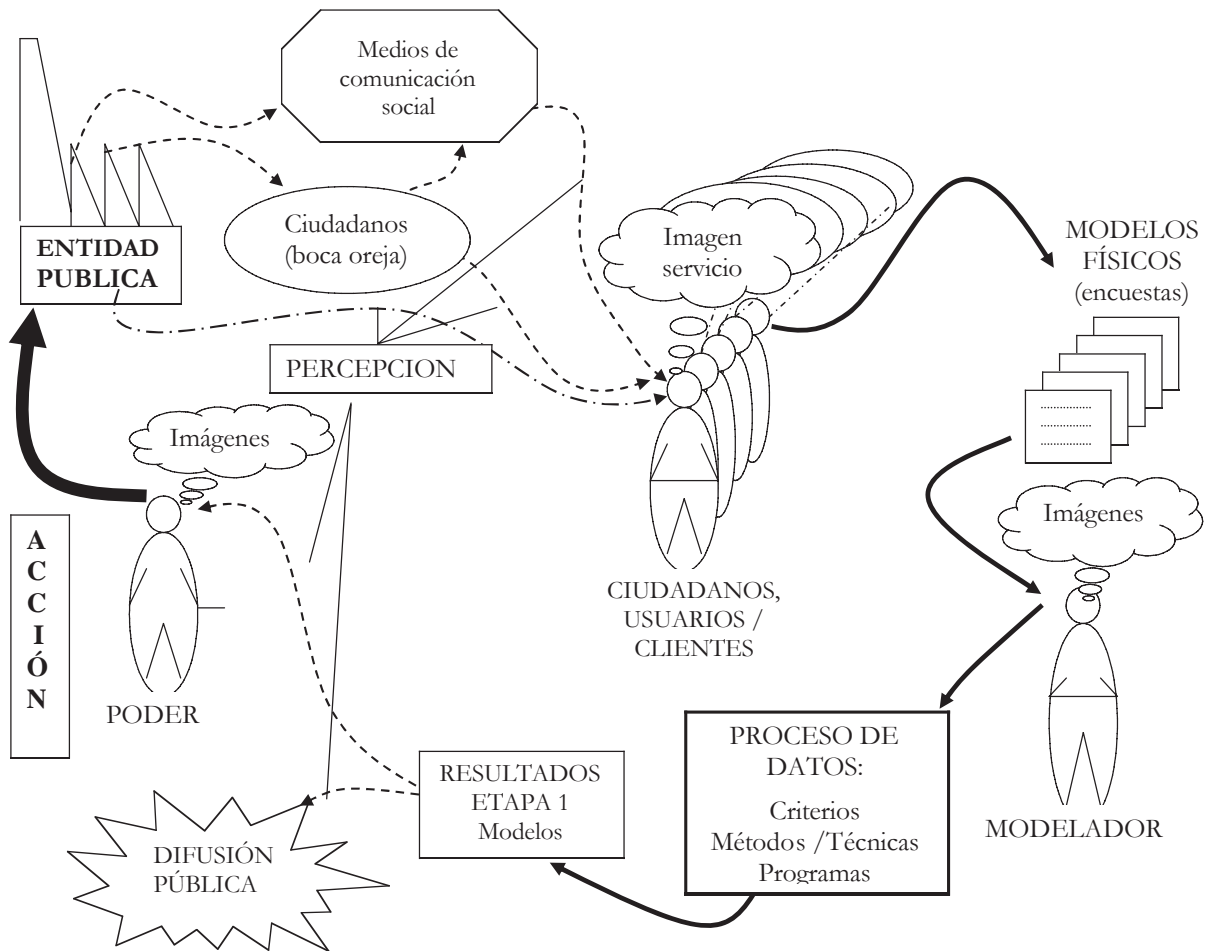 Medios de
comunicación
social
Ciudadanos
(boca oreja)
ENTIDAD
PUBLICA
Imagen
servicio
MODELOS
FÍSICOS
(encuestas)
PERCEPCION
Imágenes
Imágenes
A
C
C
I
Ó
N
PODER
CIUDADANOS,
USUARIOS /
CLIENTES
MODELADOR
PROCESO DE
DATOS:
Criterios
Métodos /Técnicas
Programas
RESULTADOS
ETAPA 1
Modelos
DIFUSIÓN
PÚBLICA